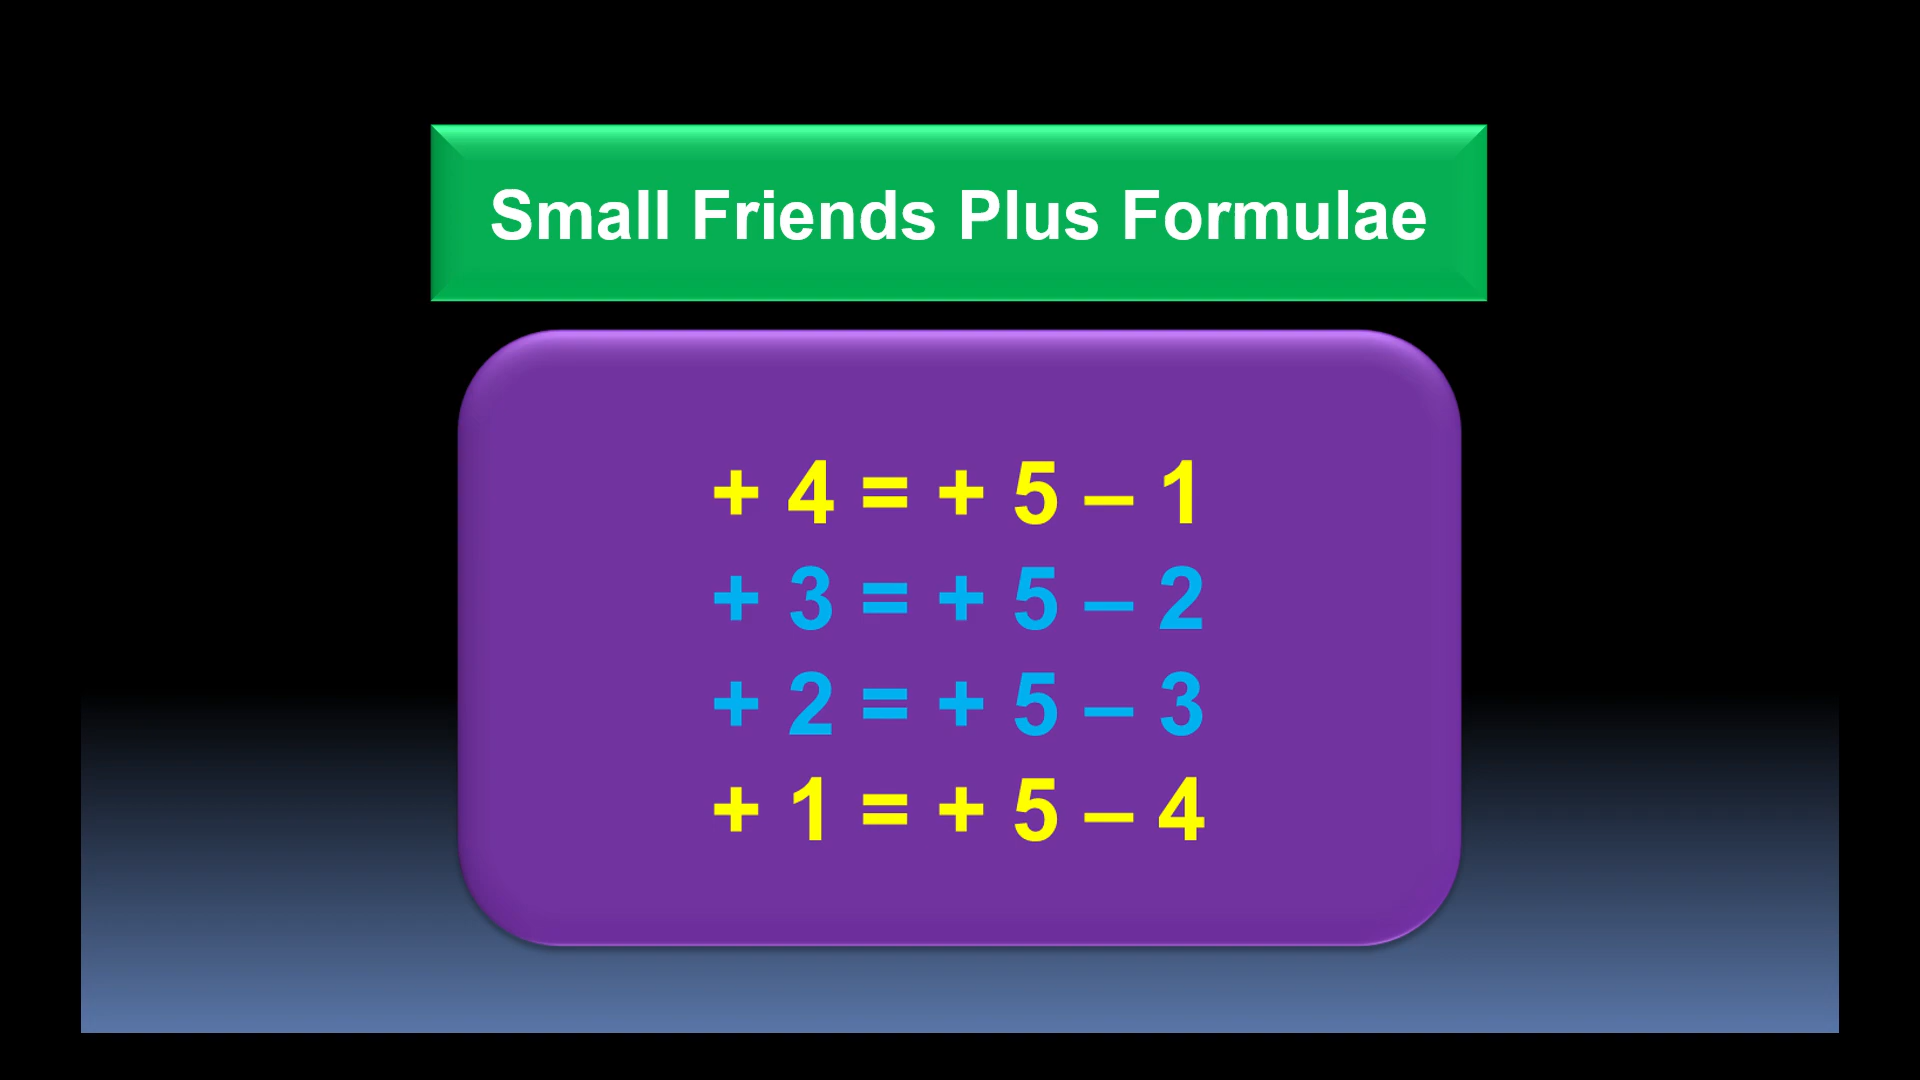 Small Friends Plus Formulae
+ 4 = + 5 – 1
+ 3 = + 5 – 2
+ 2 = + 5 – 3
+ 1 = + 5 – 4